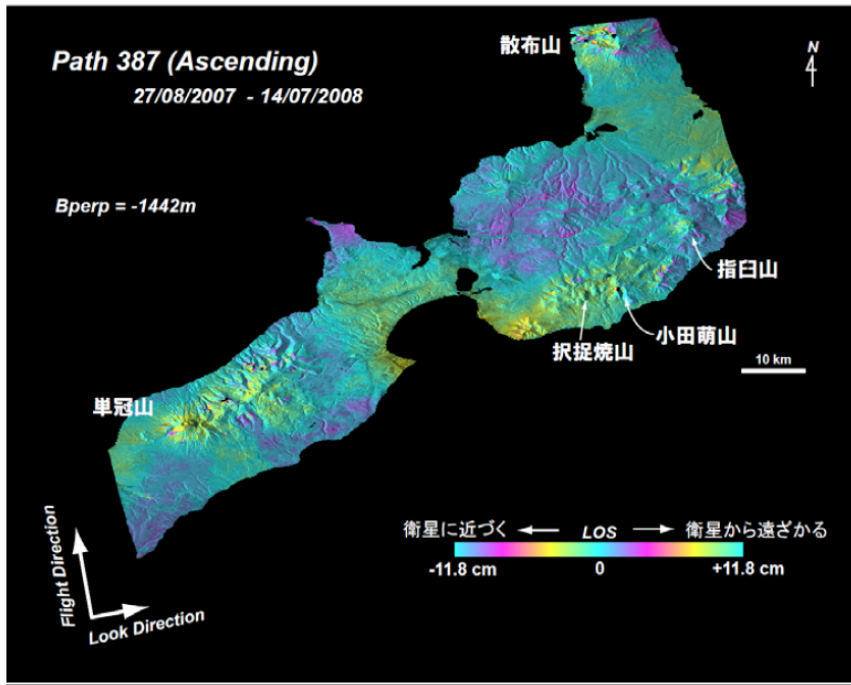 Path 387 (Ascending)
27/08/2007 - 14/07/2008
散布山
N
Bperp = -1442m
指臼山
小田萌山
択捉焼山
10 km
単冠山
衛星に近づく LOS 衛星から遠ざかる
-11.8 cm 0 +11.8 cm
Flight Direction
Look Direction